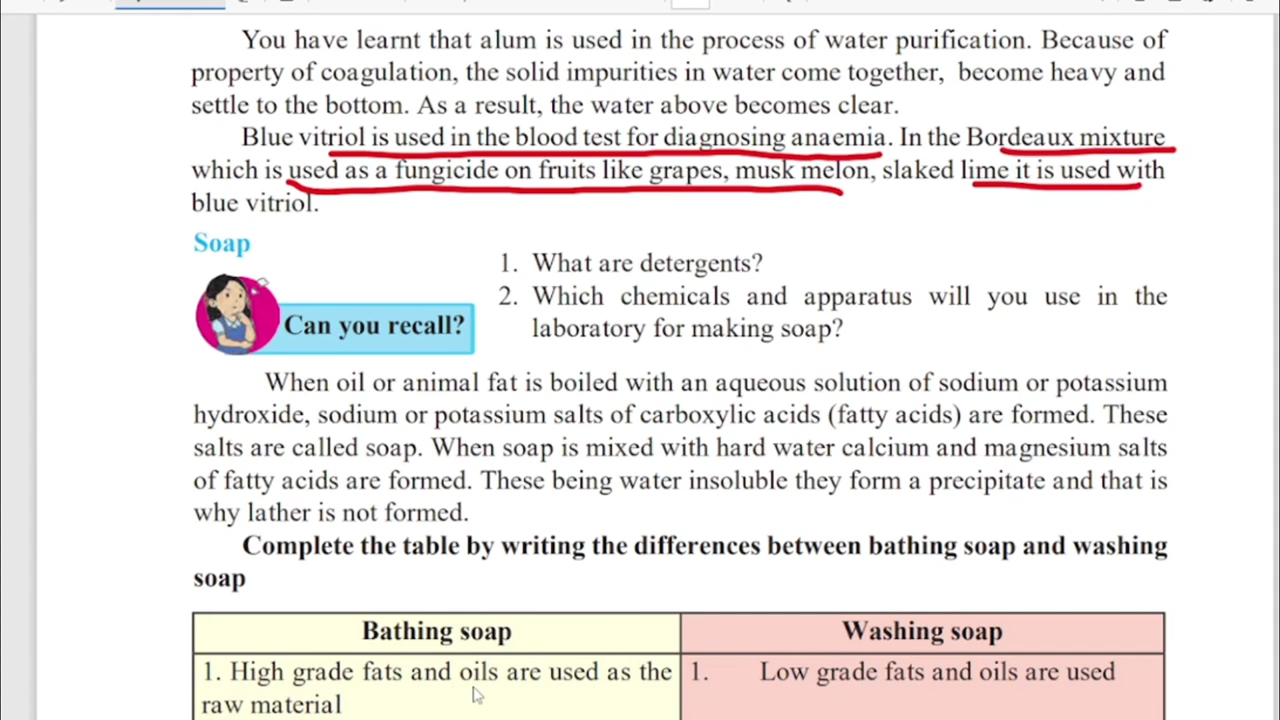 You have learnt that alum is used in the process of water purification. Because of
property of coagulation, the solid impurities in water come together, become heavy and
settle to the bottom. As a result, the water above becomes clear.
Blue vitriol is used in the blood test for diagnosing anaemia. In the Bordeaux mixture
which is used as a fungicide on fruits like grapes, musk melon, slaked lime it is used with
blue vitriol.
Soap
Can you recall?
1. What are detergents?
2. Which chemicals and apparatus will you use in the
laboratory for making soap?
When oil or animal fat is boiled with an aqueous solution of sodium or potassium
hydroxide, sodium or potassium salts of carboxylic acids (fatty acids) are formed. These
salts are called soap. When soap is mixed with hard water calcium and magnesium salts
of fatty acids are formed. These being water insoluble they form a precipitate and that is
why lather is not formed.
Complete the table by writing the differences between bathing soap and washing
soap
Bathing soap
Washing soap
1. High grade fats and oils are used as the
raw material
1. Low grade fats and oils are used